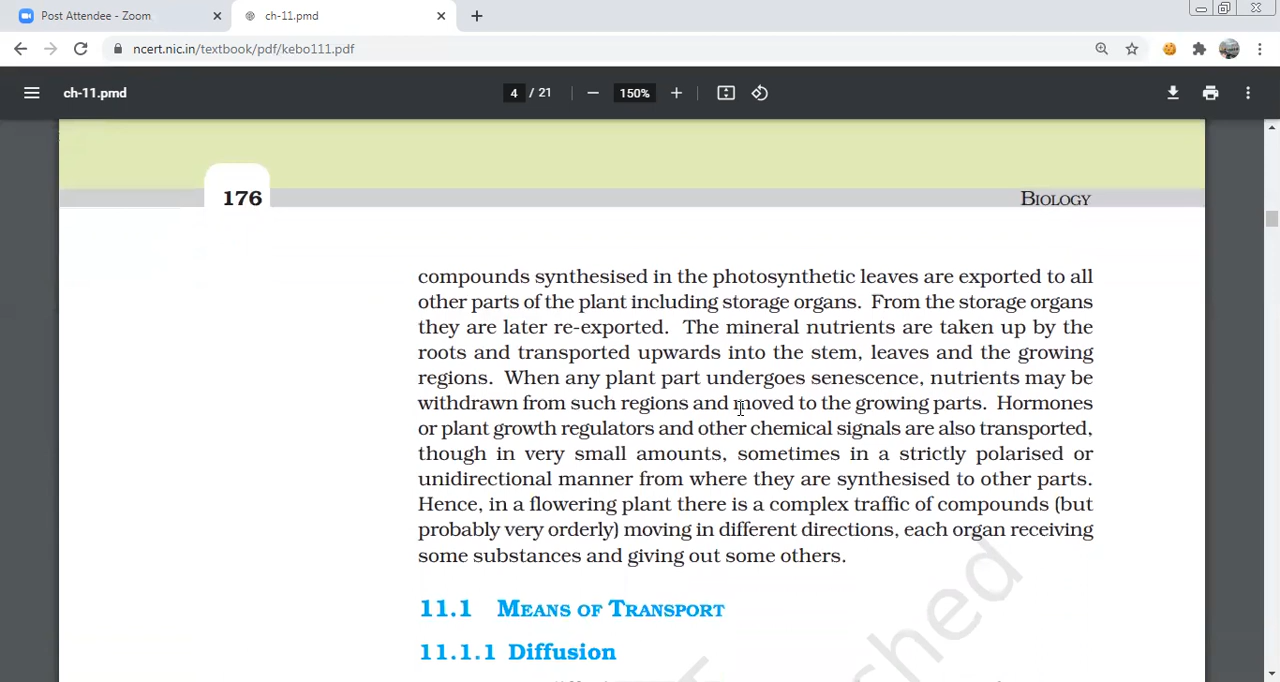 Post Attendee - Zoom
ch-11.pmd
ncert.nic.in/textbook/pdf/kebo111.pdf
ch-11.pmd
4 / 21
150%
176
BIOLOGY
compounds synthesised in the photosynthetic leaves are exported to all
other parts of the plant including storage organs. From the storage organs
they are later re-exported. The mineral nutrients are taken up by the
roots and transported upwards into the stem, leaves and the growing
regions. When any plant part undergoes senescence, nutrients may be
withdrawn from such regions and moved to the growing parts. Hormones
or plant growth regulators and other chemical signals are also transported,
though in very small amounts, sometimes in a strictly polarised or
unidirectional manner from where they are synthesised to other parts.
Hence, in a flowering plant there is a complex traffic of compounds (but
probably very orderly) moving in different directions, each organ receiving
some substances and giving out some others.
11.1 MEANS OF TRANSPORT
11.1.1 Diffusion